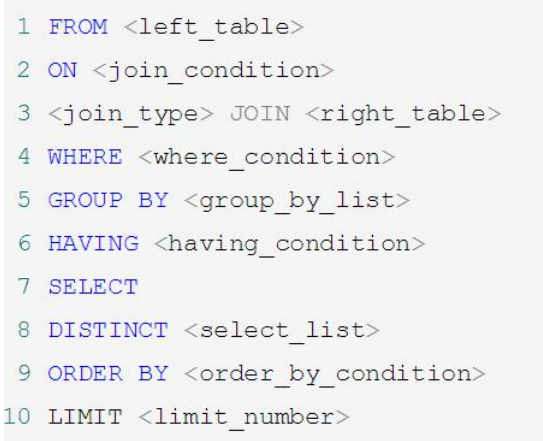 1 FROM <left_table>
2 ON <join_condition>
3 <join_type> JOIN <right_table>
4 WHERE <where_condition>
5 GROUP BY <group_by_list>
6 HAVING <having_condition>
7 SELECT
8 DISTINCT <select_list>
9 ORDER BY <order_by_condition>
10 LIMIT <limit_number>